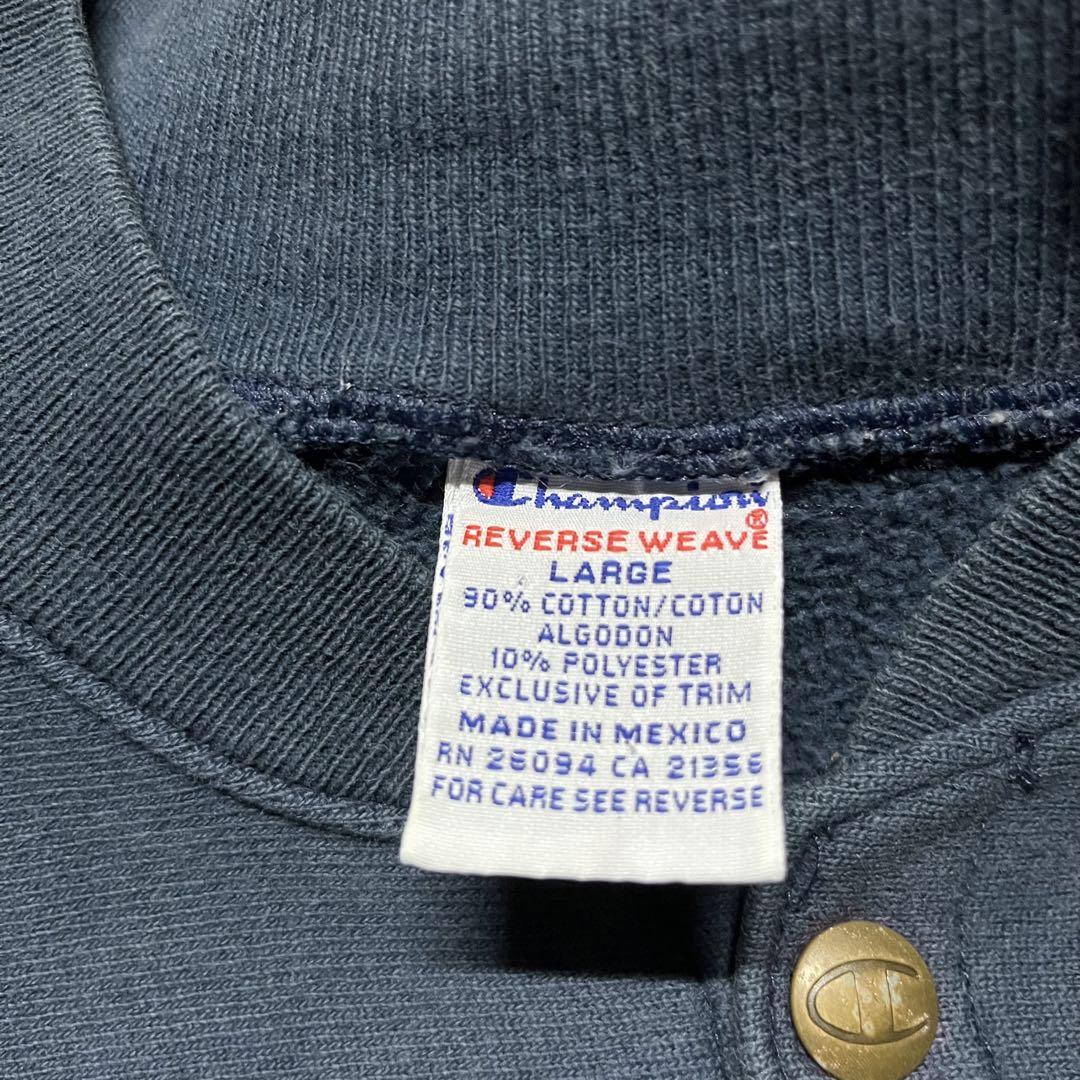 Champion
REVERSE WEAVE®
LARGE
90% COTTON/COTON
ALGODON
10% POLYESTER
EXCLUSIVE OF TRIM
MADE IN MEXICO
RN 26094 CA 21356
FOR CARE SEE REVERSE